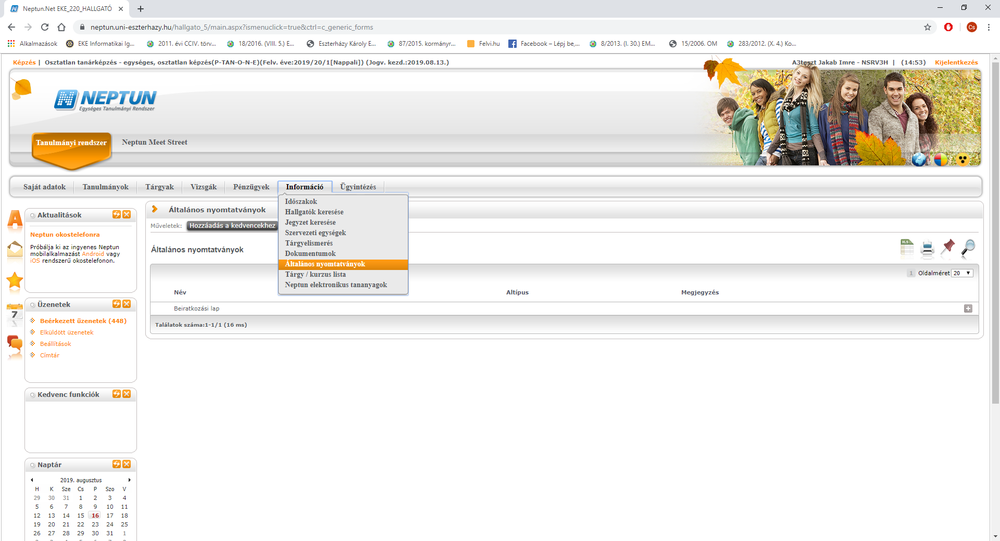 Neptun.Net EKE_220_HALLGATÓ
neptun.uni-eszterhazy.hu/hallgato_5/main.aspx?ismenuclick=true&ctrl=c_generic_forms
Cs
Alkalmazások
EKE Informatikai Ig...
2011. évi CCIV. törv...
18/2016. (VIII. 5.) E...
Eszterházy Károly E...
87/2015. kormányr...
Felvi.hu
Facebook – Lépj be,...
8/2013. (I. 30.) EM...
15/2006. OM
283/2012. (X. 4.) Ko...
Képzés | Osztatlan tanárképzés - egységes, osztatlan képzés(P-TAN-O-N-E)(Felv. éve:2019/20/1[Nappali]) (Jogv. kezd.:2019.08.13.)
A3teszt Jakab Imre - NSRV3H | (14:53) Kijelentkezés
NEPTUN
Egységes Tanulmányi Rendszer
Tanulmányi rendszer
Neptun Meet Street
Saját adatok
Tanulmányok
Tárgyak
Vizsgák
Pénzügyek
Információ
Ügyintézés
Időszakok
Hallgatók keresése
Jegyzet keresése
Szervezeti egységek
Tárgyelismerés
Dokumentumok
Általános nyomtatványok
Tárgy / kurzus lista
Neptun elektronikus tananyagok
A
7
Aktualitások
Neptun okostelefonra
Próbálja ki az ingyenes Neptun
mobilalkalmazást Android vagy
iOS rendszerű okostelefonon.
Üzenetek
Beérkezett üzenetek (448)
Elküldött üzenetek
Beállítások
Címtár
Kedvenc funkciók
Naptár
2019. augusztus
H K Sze Cs P Szo V
29 30 31 1 2 3 4
5 6 7 8 9 10 11
12 13 14 15 16 17 18
19 20 21 22 23 24 25
26 27 28 29 30 31 1
Általános nyomtatványok
Műveletek: Hozzáadás a kedvencekhez
Általános nyomtatványok
XLS
1 Oldalméret 20
Név Altípus Megjegyzés
Beiratkozási lap
Találatok száma:1-1/1 (16 ms)